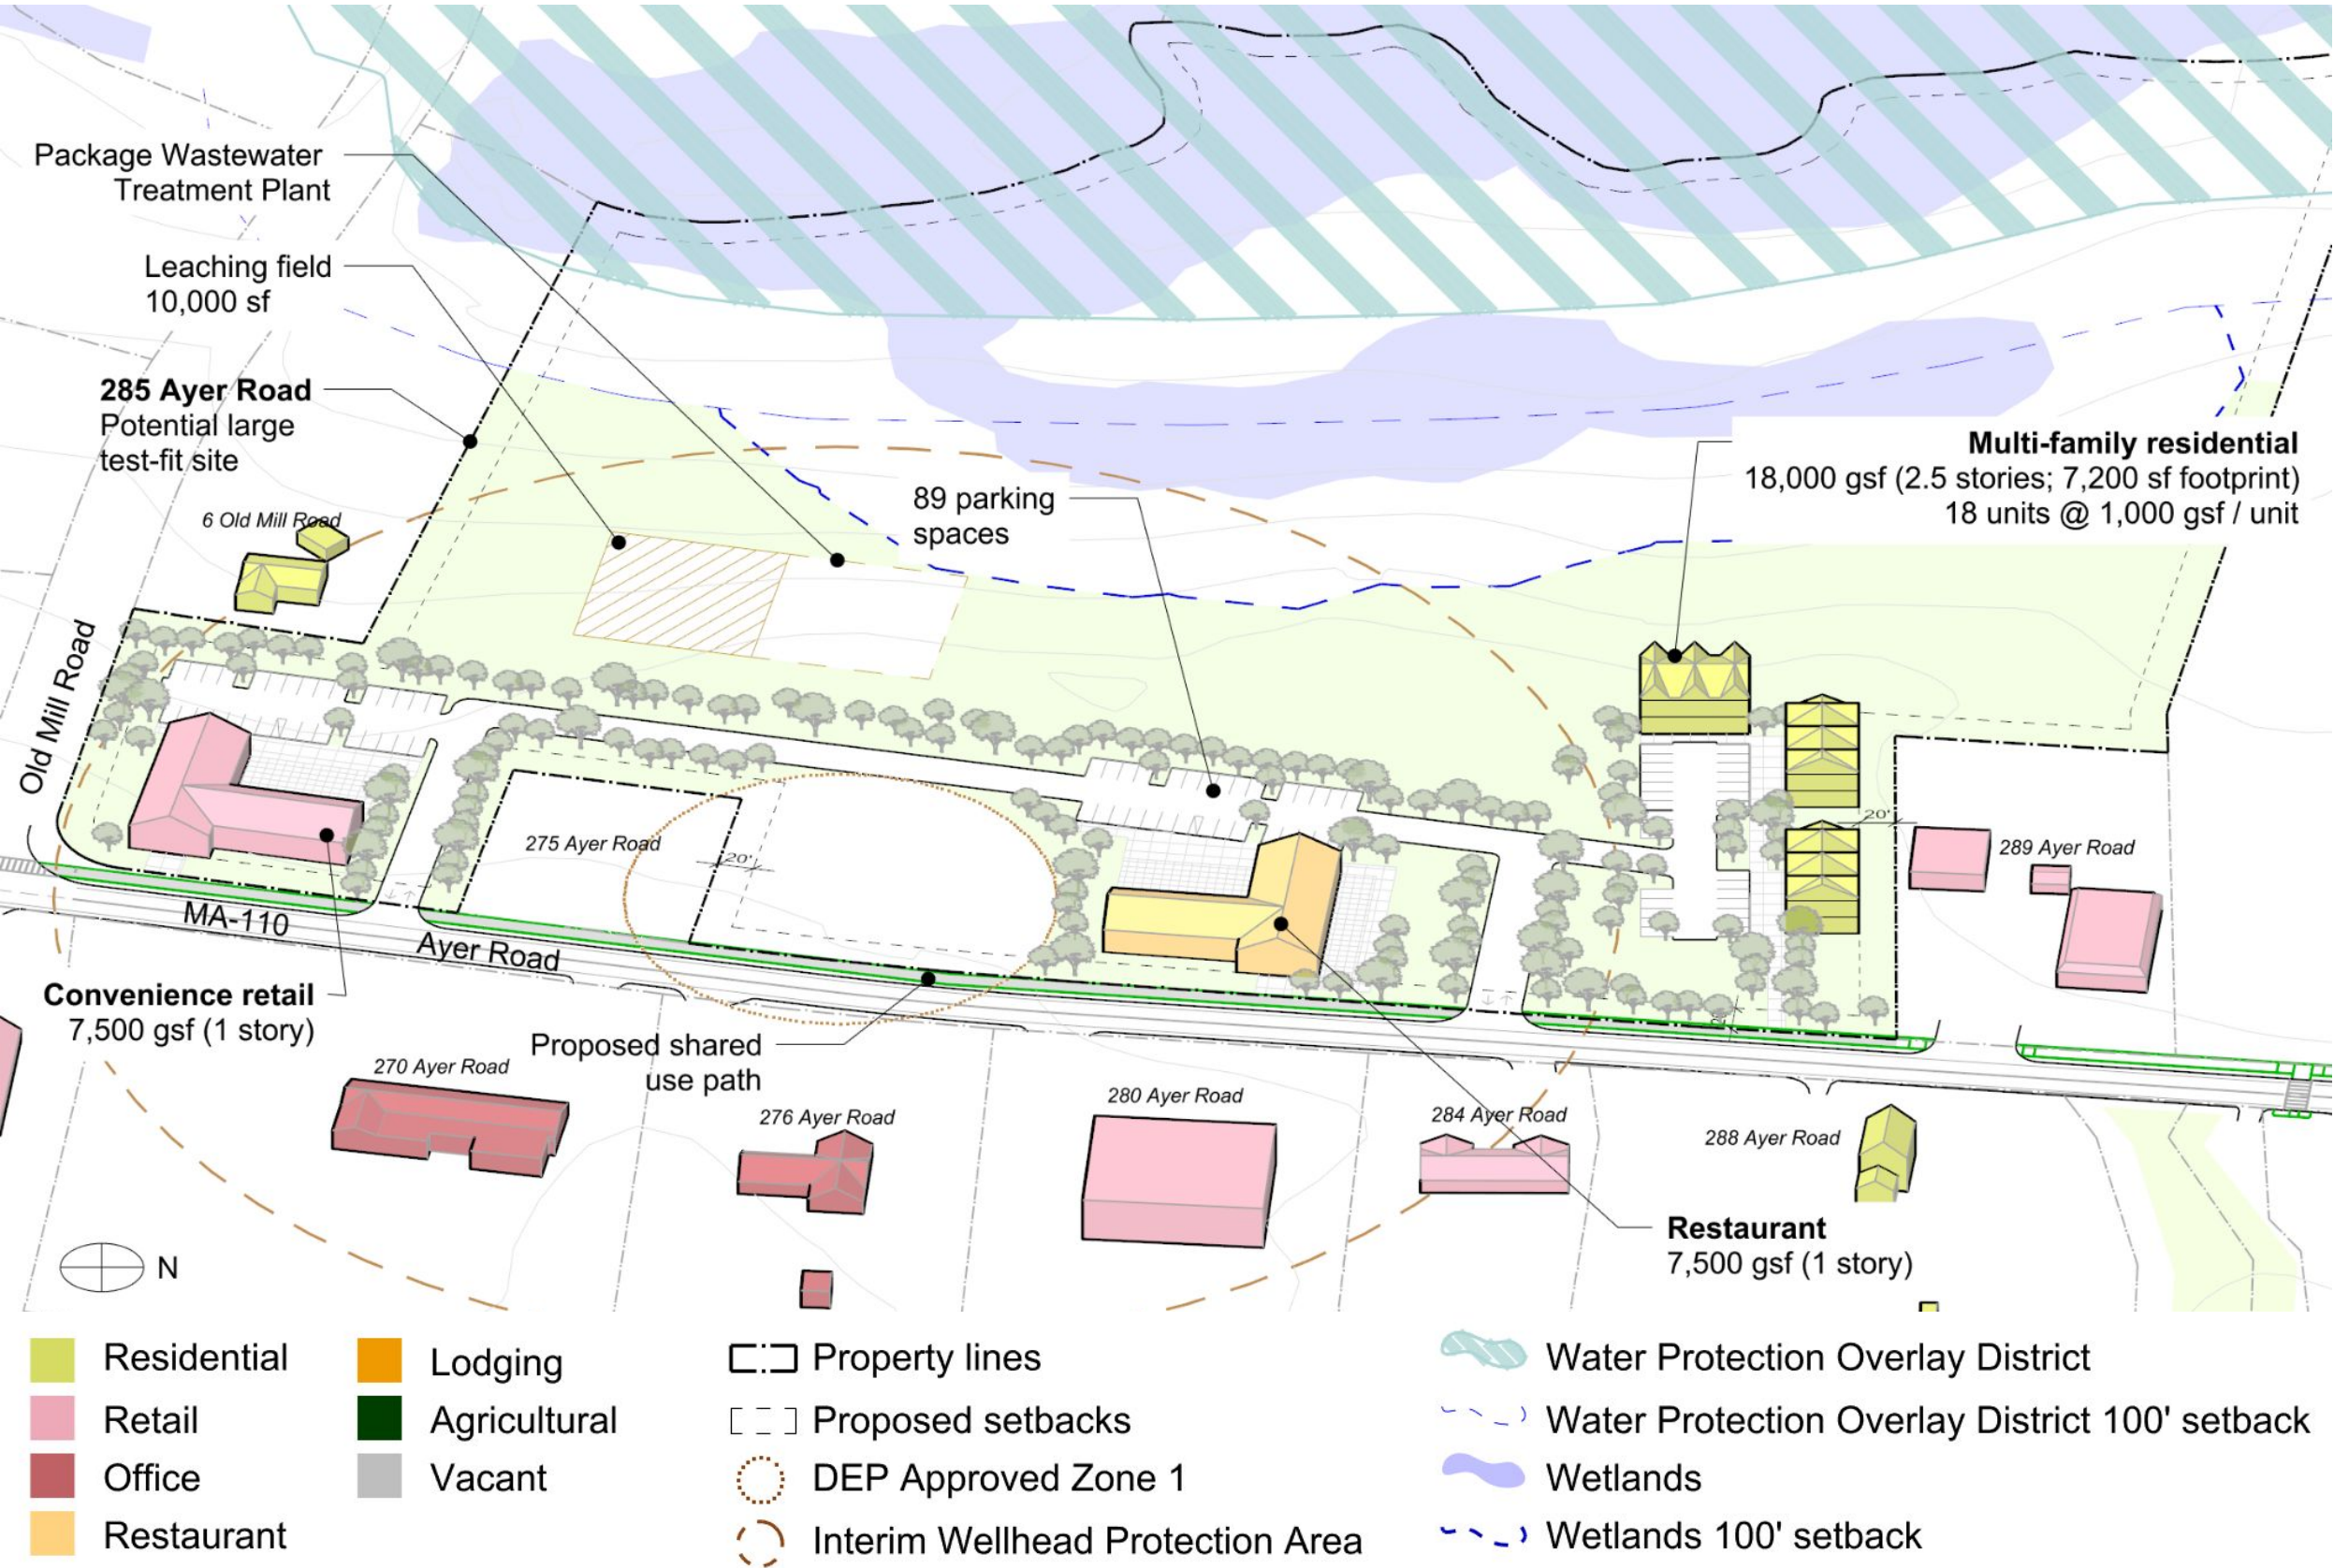 Package Wastewater
Treatment Plant
Leaching field
10,000 sf
285 Ayer Road
Potential large
test-fit site
6 Old Mill Road
89 parking
spaces
Multi-family residential
18,000 gsf (2.5 stories; 7,200 sf footprint)
18 units @ 1,000 gsf / unit
Old Mill Road
275 Ayer Road
20'
20'
289 Ayer Road
MA-110
Ayer Road
Convenience retail
7,500 gsf (1 story)
Proposed shared
use path
270 Ayer Road
276 Ayer Road
280 Ayer Road
284 Ayer Road
288 Ayer Road
Restaurant
7,500 gsf (1 story)
N
Residential
Retail
Office
Restaurant
Lodging
Agricultural
Vacant
Property lines
Proposed setbacks
DEP Approved Zone 1
Interim Wellhead Protection Area
Water Protection Overlay District
Water Protection Overlay District 100' setback
Wetlands
Wetlands 100' setback